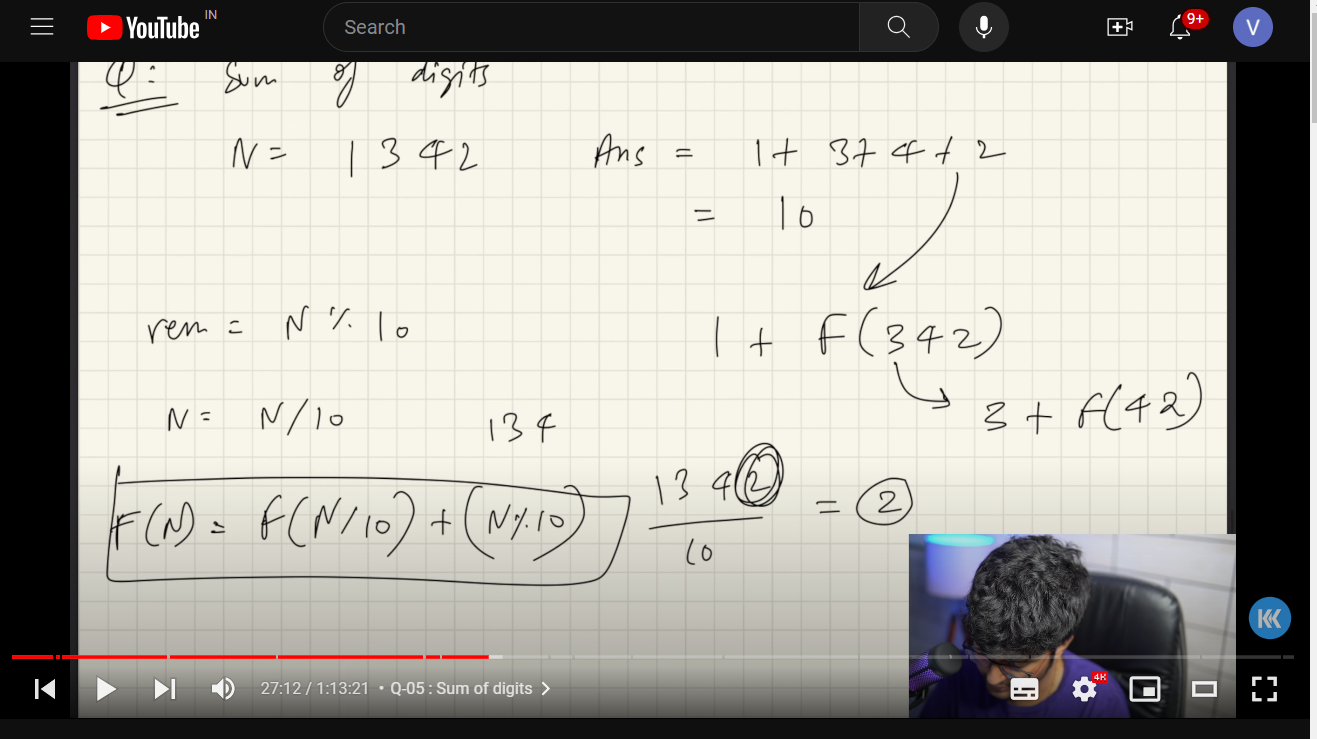 YouTube IN
Search
9+
V
Q: Sum of digits
N = 1342 Ans = 1 + 3 + 4 + 2
= 10
rem = N % 10 1 + F(342)
N = N/10 134 3 + F(42)
F(N) = F(N/10) + (N%10) 1342/10 = 2
KK
27:12 / 1:13:21 • Q-05 : Sum of digits
4K